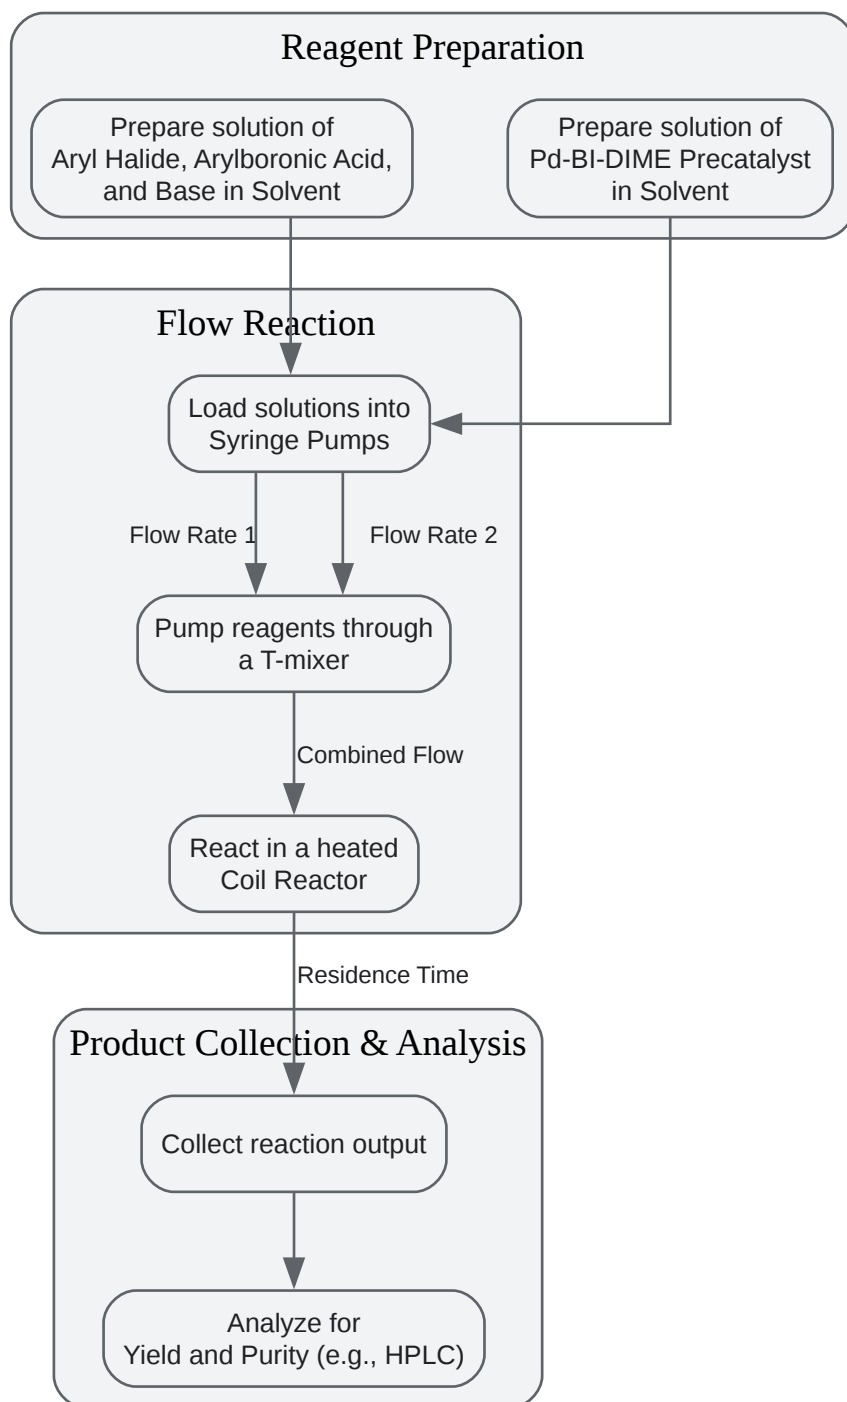 Reagent Preparation
Prepare solution of
Aryl Halide, Arylboronic Acid,
and Base in Solvent
Prepare solution of
Pd-BI-DIME Precatalyst
in Solvent
Flow Reaction
Load solutions into
Syringe Pumps
Flow Rate 1
Flow Rate 2
Pump reagents through
a T-mixer
Combined Flow
React in a heated
Coil Reactor
Residence Time
Product Collection & Analysis
Collect reaction output
Analyze for
Yield and Purity (e.g., HPLC)